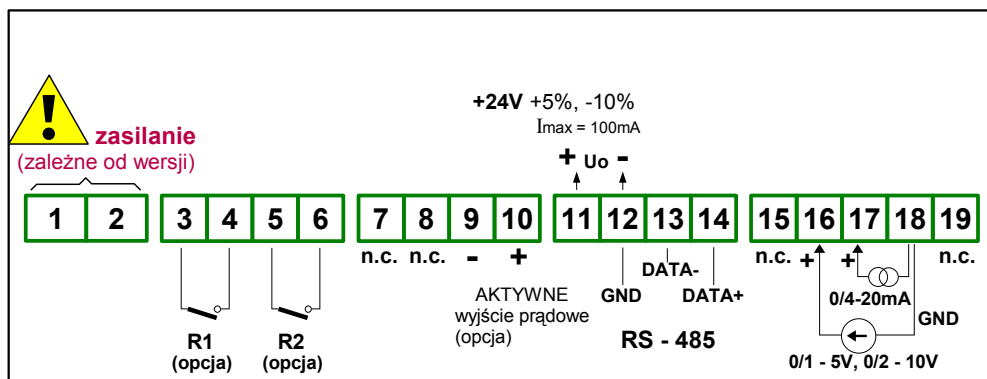 +24V +5%, -10%
Imax = 100mA
zasilanie
(zależne od wersji)
+ Uo -
1 2 3 4 5 6 7 8 9 10 11 12 13 14 15 16 17 18 19
n.c. n.c. - + n.c. + + n.c.
DATA-
GND DATA+
0/4-20mA
AKTYWNE
wyjście prądowe
(opcja)
GND
RS - 485
R1 R2
(opcja) (opcja)
0/1 - 5V, 0/2 - 10V